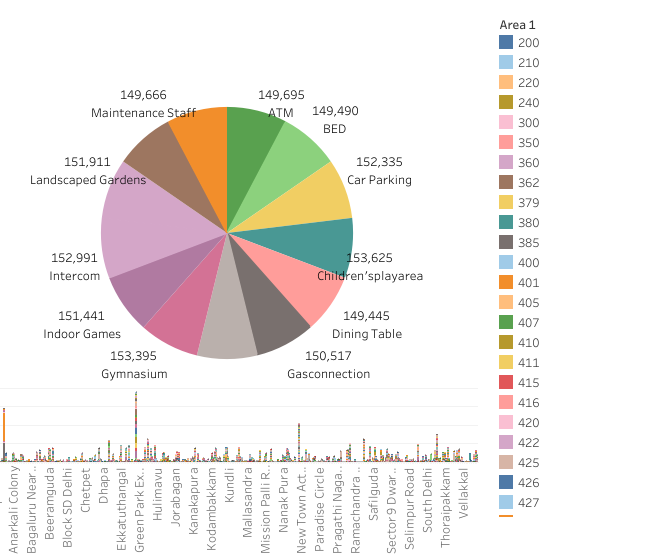 Area 1
200
210
220
240
300
350
360
362
379
380
385
400
401
405
407
410
411
415
416
420
422
425
426
427
149,666
Maintenance Staff
149,695
ATM
149,490
BED
151,911
Landscaped Gardens
152,335
Car Parking
152,991
Intercom
153,625
Children'splayarea
151,441
Indoor Games
149,445
Dining Table
153,395
Gymnasium
150,517
Gasconnection
Anarkali Colony
Bagaluru Near ..
Beeramguda
Block SD Delhi
Chetpet
Dhapa
Ekkatuthangal
Green Park Ex..
Hulimavu
Jorabagan
Kanakapura
Kodambakkam
Kundli
Mallasandra
Mission Palli R..
Nanak Pura
New Town Act..
Paradise Circle
Pragathi Naga..
Ramachandra ..
Safilguda
Sector 9 Dwar..
Selimpur Road
South Delhi
Thoraipakkam
Vellakkal